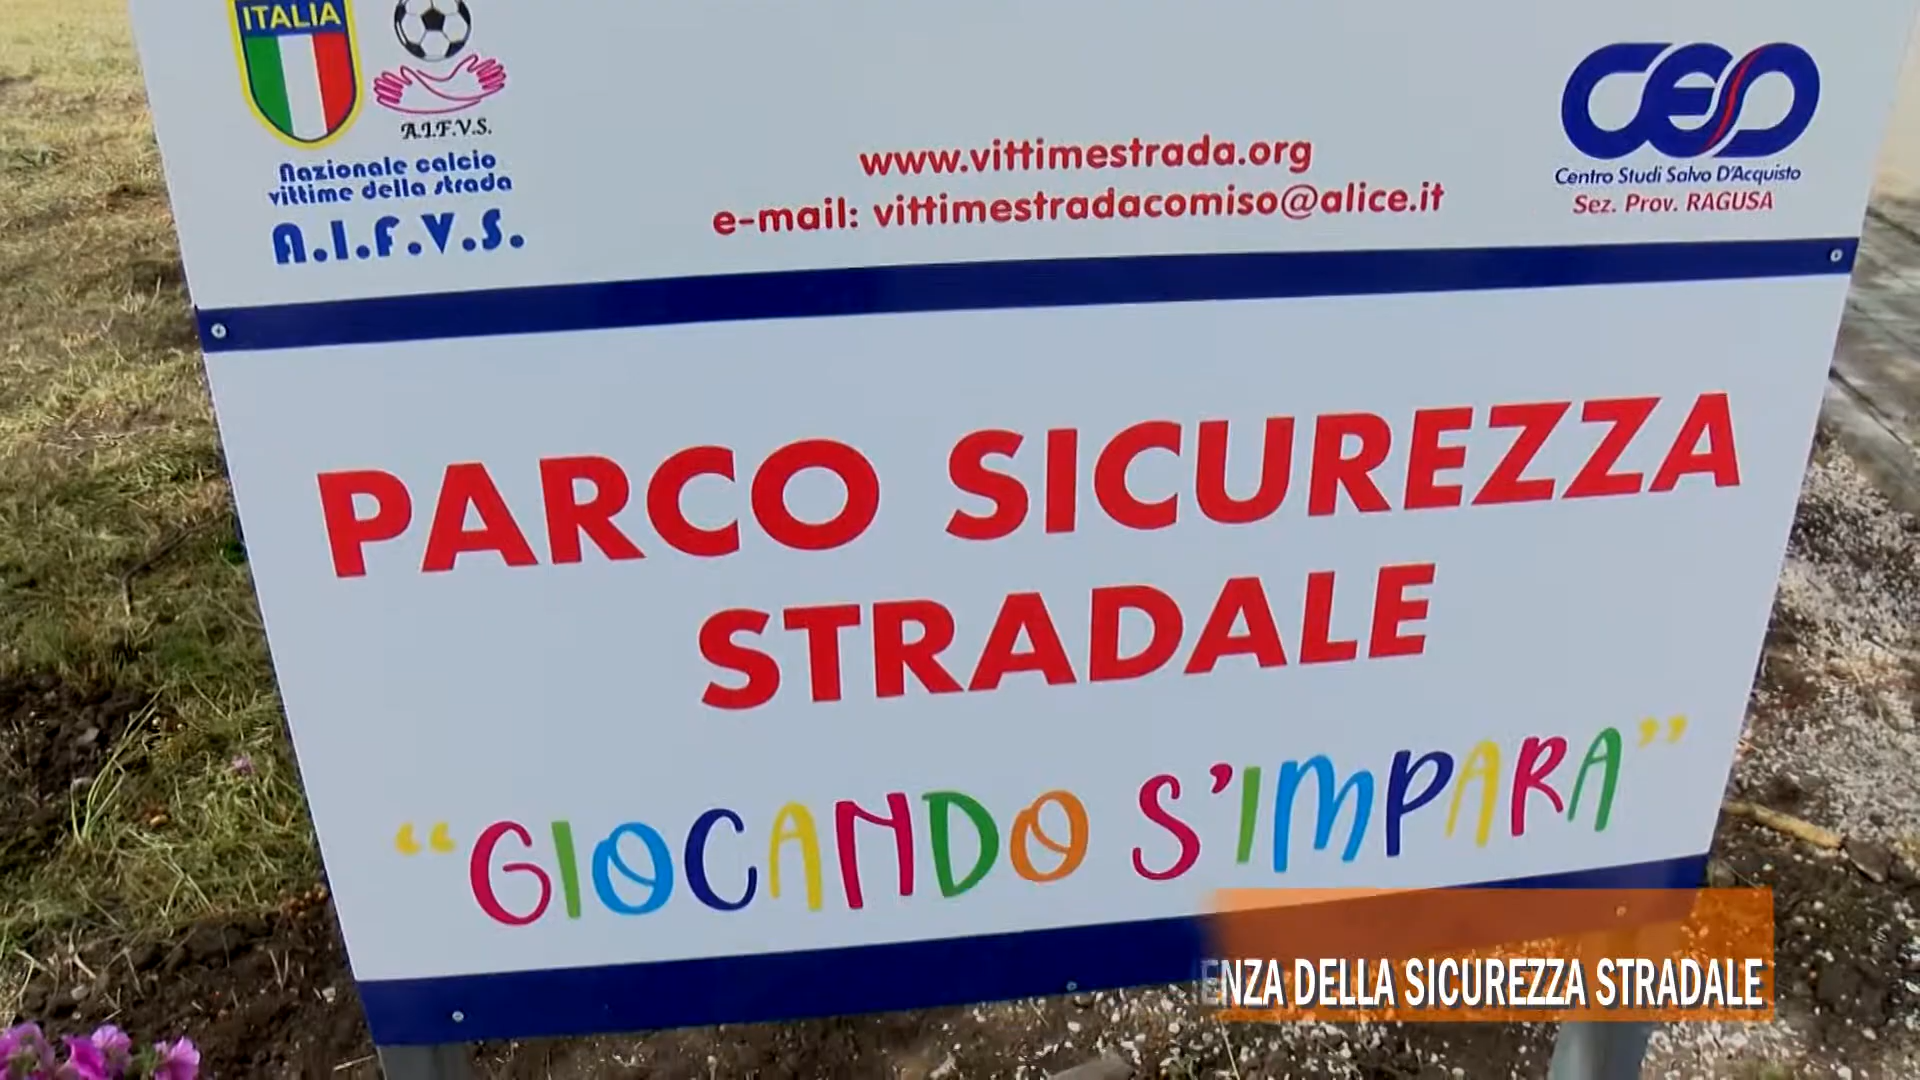 ITALIA
A.I.F.V.S.
Nazionale calcio
vittime della strada
A.I.F.V.S.
www.vittimestrada.org
e-mail: vittimestradacomiso@alice.it
CESD
Centro Studi Salvo D'Acquisto
Sez. Prov. RAGUSA
PARCO SICUREZZA
STRADALE
“GIOCANDO S'IMPARA”
DELLA SICUREZZA STRADALE